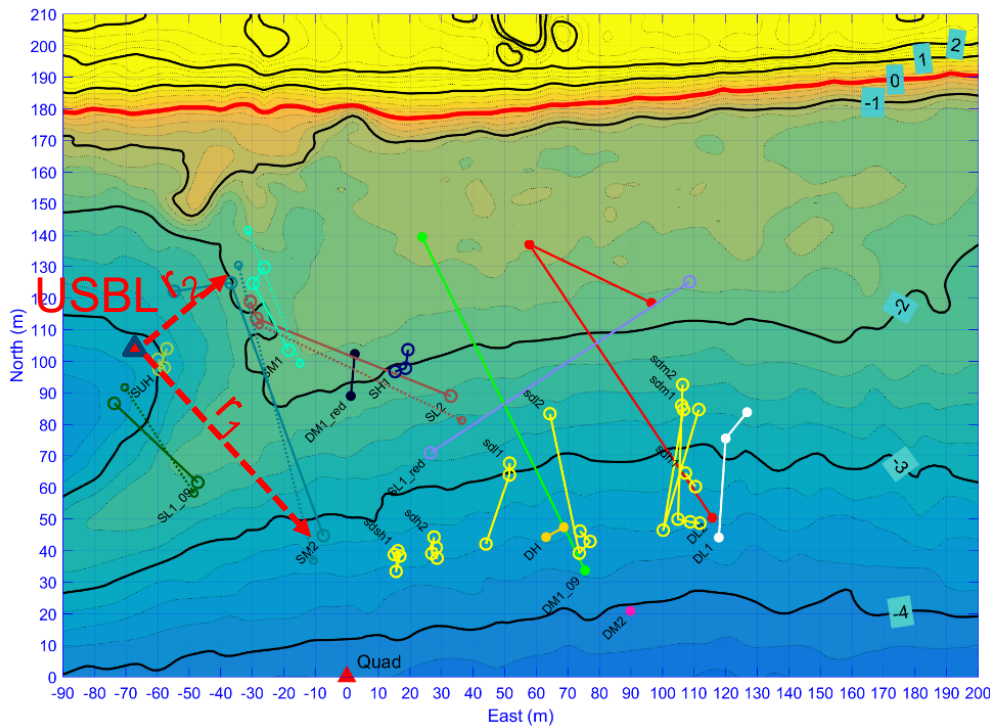 210
200
190
180
170
160
150
140
130
120
110
100
90
80
70
60
50
40
30
20
10
0
North (m)
2
1
0
-1
-2
-3
-4
USBL
r2
r1
SUH
SM1
SL1_09
SM2
DM1_red
SH1
SL2
SL1_red
sdl2
sdl1
sdsh1
sdh2
sdm2
sdm1
DH
DM1_09
DM2
DL1
Quad
-90 -80 -70 -60 -50 -40 -30 -20 -10 0 10 20 30 40 50 60 70 80 90 100 110 120 130 140 150 160 170 180 190 200
East (m)